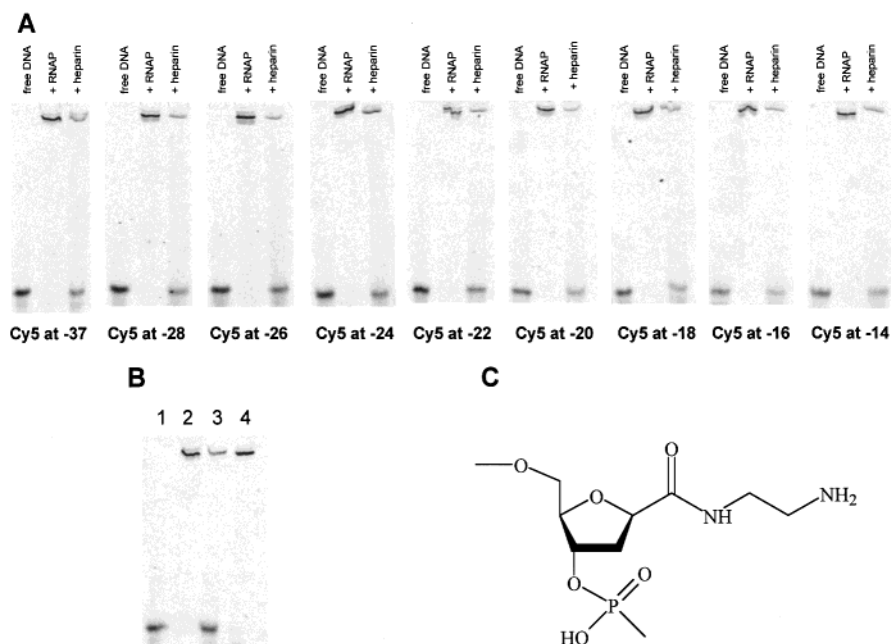 A
free DNA + RNAP + heparin free DNA + RNAP + heparin free DNA + RNAP + heparin free DNA + RNAP + heparin free DNA + RNAP + heparin free DNA + RNAP + heparin free DNA + RNAP + heparin free DNA + RNAP + heparin free DNA + RNAP + heparin
Cy5 at -37 Cy5 at -28 Cy5 at -26 Cy5 at -24 Cy5 at -22 Cy5 at -20 Cy5 at -18 Cy5 at -16 Cy5 at -14
B
1 2 3 4
C
O
O
O
NH
NH2
O
P
O
HO